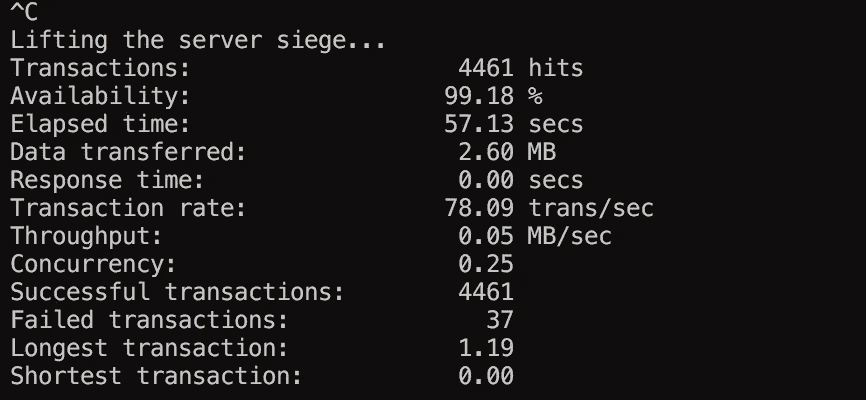 ^C
Lifting the server siege...
Transactions: 4461 hits
Availability: 99.18 %
Elapsed time: 57.13 secs
Data transferred: 2.60 MB
Response time: 0.00 secs
Transaction rate: 78.09 trans/sec
Throughput: 0.05 MB/sec
Concurrency: 0.25
Successful transactions: 4461
Failed transactions: 37
Longest transaction: 1.19
Shortest transaction: 0.00